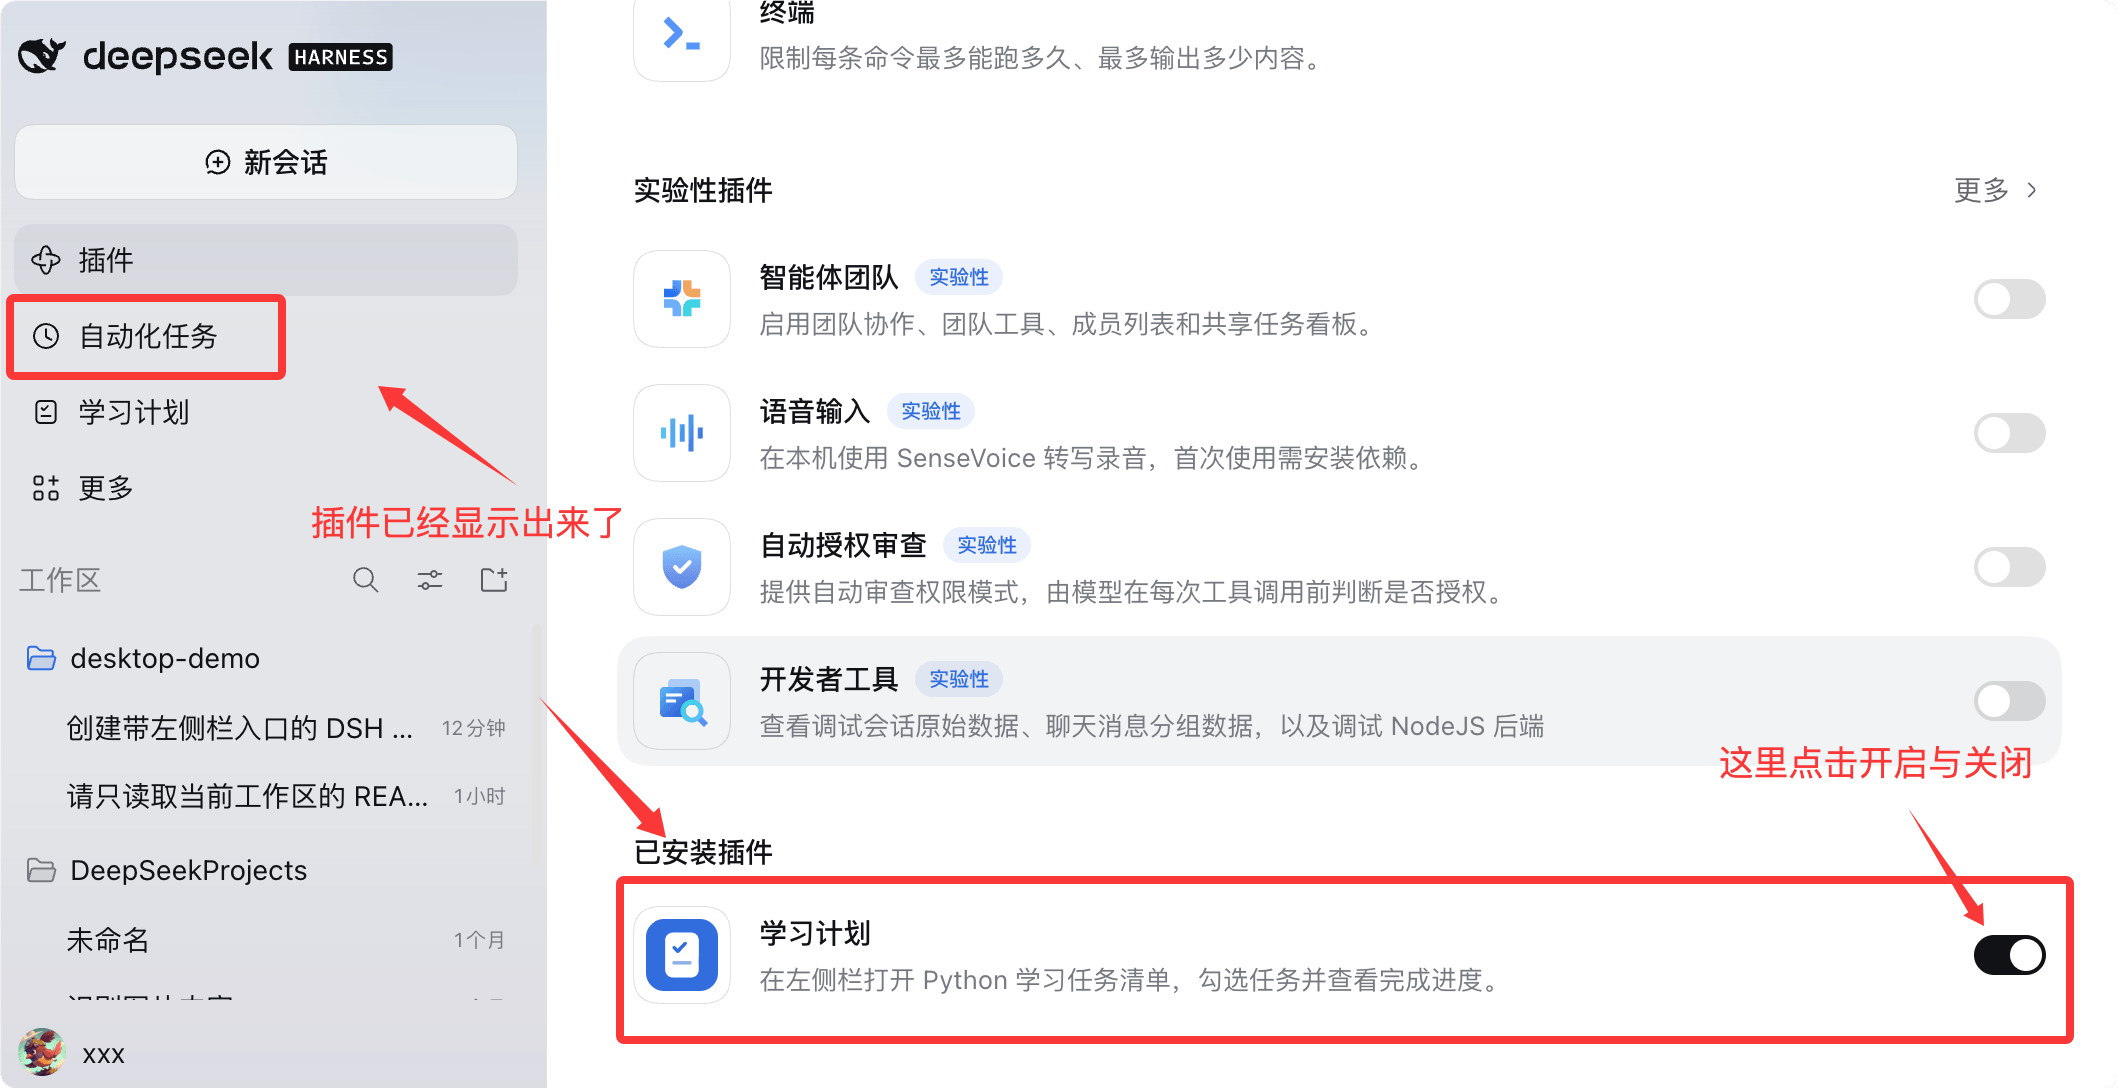 deepseek HARNESS
新会话
插件
自动化任务
学习计划
更多
插件已经显示出来了
工作区
desktop-demo
创建带左侧栏入口的 DSH ... 12分钟
请只读取当前工作区的 REA... 1小时
DeepSeekProjects
未命名 1个月
xxx
终端
限制每条命令最多能跑多久、最多输出多少内容。
实验性插件 更多
智能体团队 实验性
启用团队协作、团队工具、成员列表和共享任务看板。
语音输入 实验性
在本机使用 SenseVoice 转写录音，首次使用需安装依赖。
自动授权审查 实验性
提供自动审查权限模式，由模型在每次工具调用前判断是否授权。
开发者工具 实验性
查看调试会话原始数据、聊天消息分组数据，以及调试 NodeJS 后端
这里点击开启与关闭
已安装插件
学习计划
在左侧栏打开 Python 学习任务清单，勾选任务并查看完成进度。